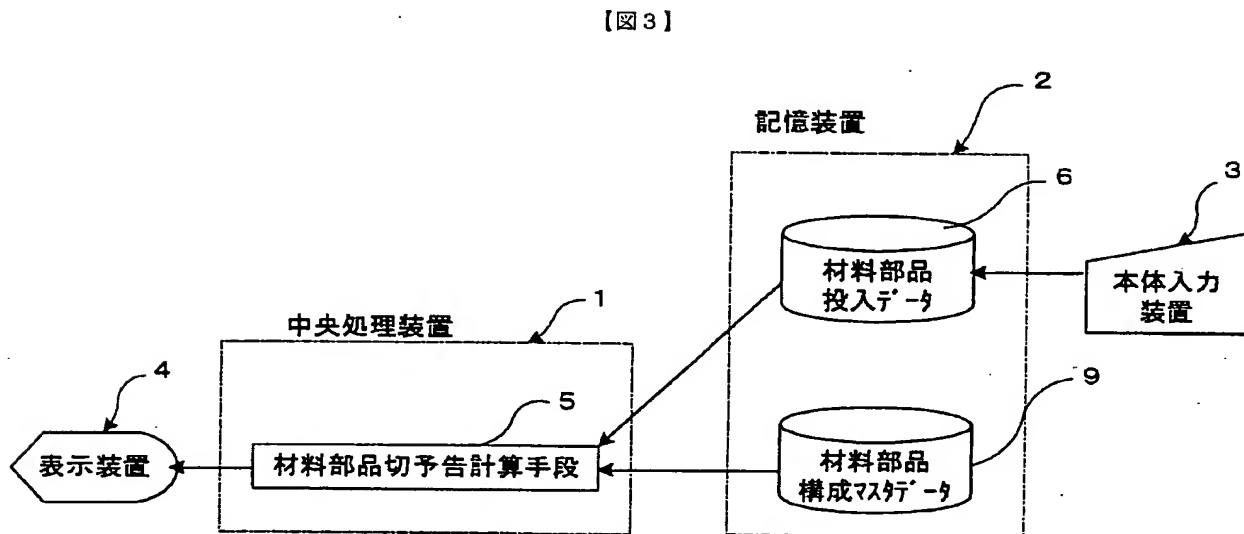 【図３】
2
記憶装置
6
3
材料部品
投入データ
本体入力
装置
1
中央処理装置
4
5
9
表示装置
材料部品切予告計算手段
材料部品
構成ﾏｽﾀﾃﾞｰﾀ